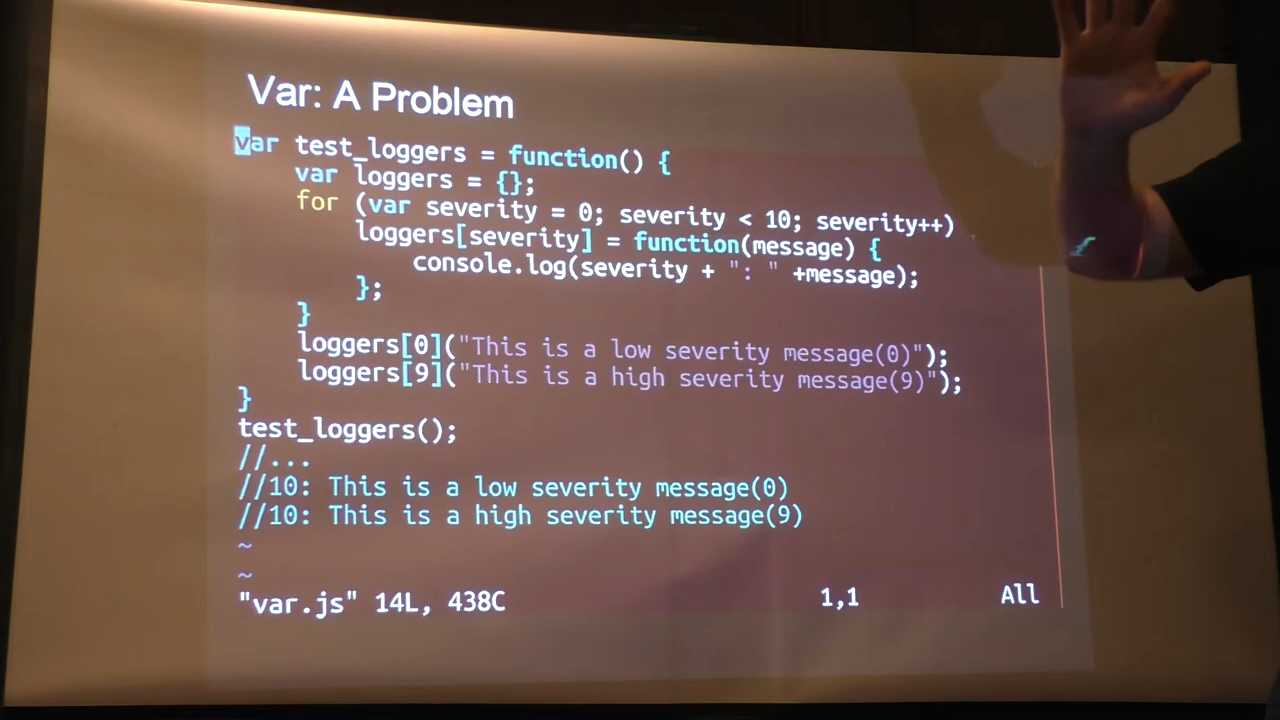 Var: A Problem
var test_loggers = function() {
    var loggers = {};
    for (var severity = 0; severity < 10; severity++)
        loggers[severity] = function(message) {
            console.log(severity + ": " +message);
        };
    }
    loggers[0]("This is a low severity message(0)");
    loggers[9]("This is a high severity message(9)");
}
test_loggers();
//...
//10: This is a low severity message(0)
//10: This is a high severity message(9)
~
~
"var.js" 14L, 438C 1,1 All